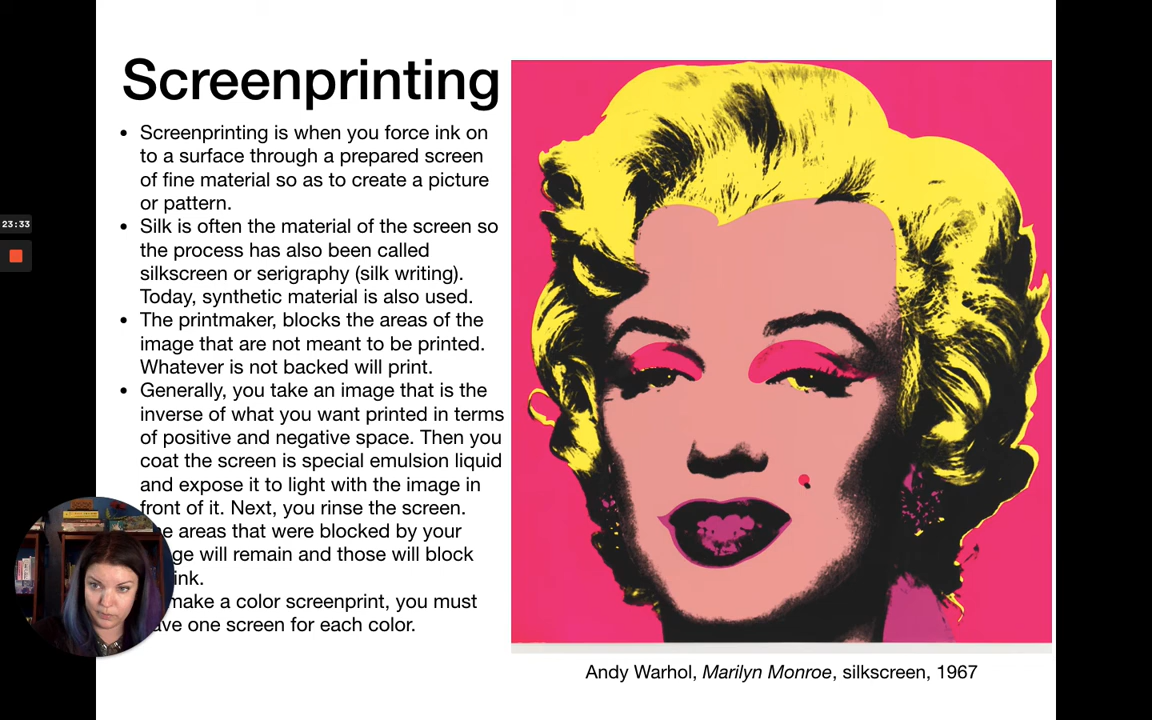 Screenprinting
• Screenprinting is when you force ink on
to a surface through a prepared screen
of fine material so as to create a picture
or pattern.
• Silk is often the material of the screen so
the process has also been called
silkscreen or serigraphy (silk writing).
Today, synthetic material is also used.
• The printmaker, blocks the areas of the
image that are not meant to be printed.
Whatever is not backed will print.
• Generally, you take an image that is the
inverse of what you want printed in terms
of positive and negative space. Then you
coat the screen is special emulsion liquid
and expose it to light with the image in
front of it. Next, you rinse the screen.
areas that were blocked by your
will remain and those will block
ink.
make a color screenprint, you must
one screen for each color.
23:33
Andy Warhol, Marilyn Monroe, silkscreen, 1967